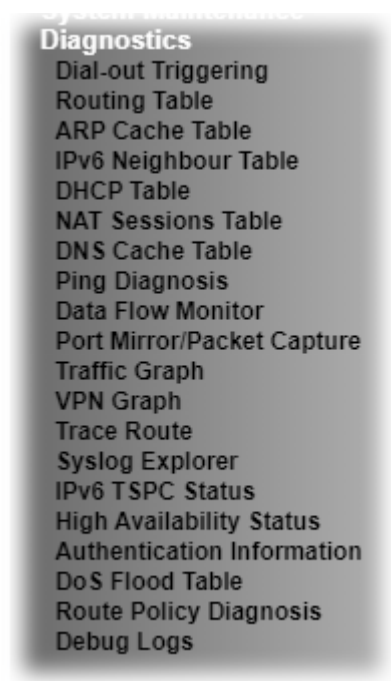 System Maintenance
Diagnostics
Dial-out Triggering
Routing Table
ARP Cache Table
IPv6 Neighbour Table
DHCP Table
NAT Sessions Table
DNS Cache Table
Ping Diagnosis
Data Flow Monitor
Port Mirror/Packet Capture
Traffic Graph
VPN Graph
Trace Route
Syslog Explorer
IPv6 TSPC Status
High Availability Status
Authentication Information
DoS Flood Table
Route Policy Diagnosis
Debug Logs